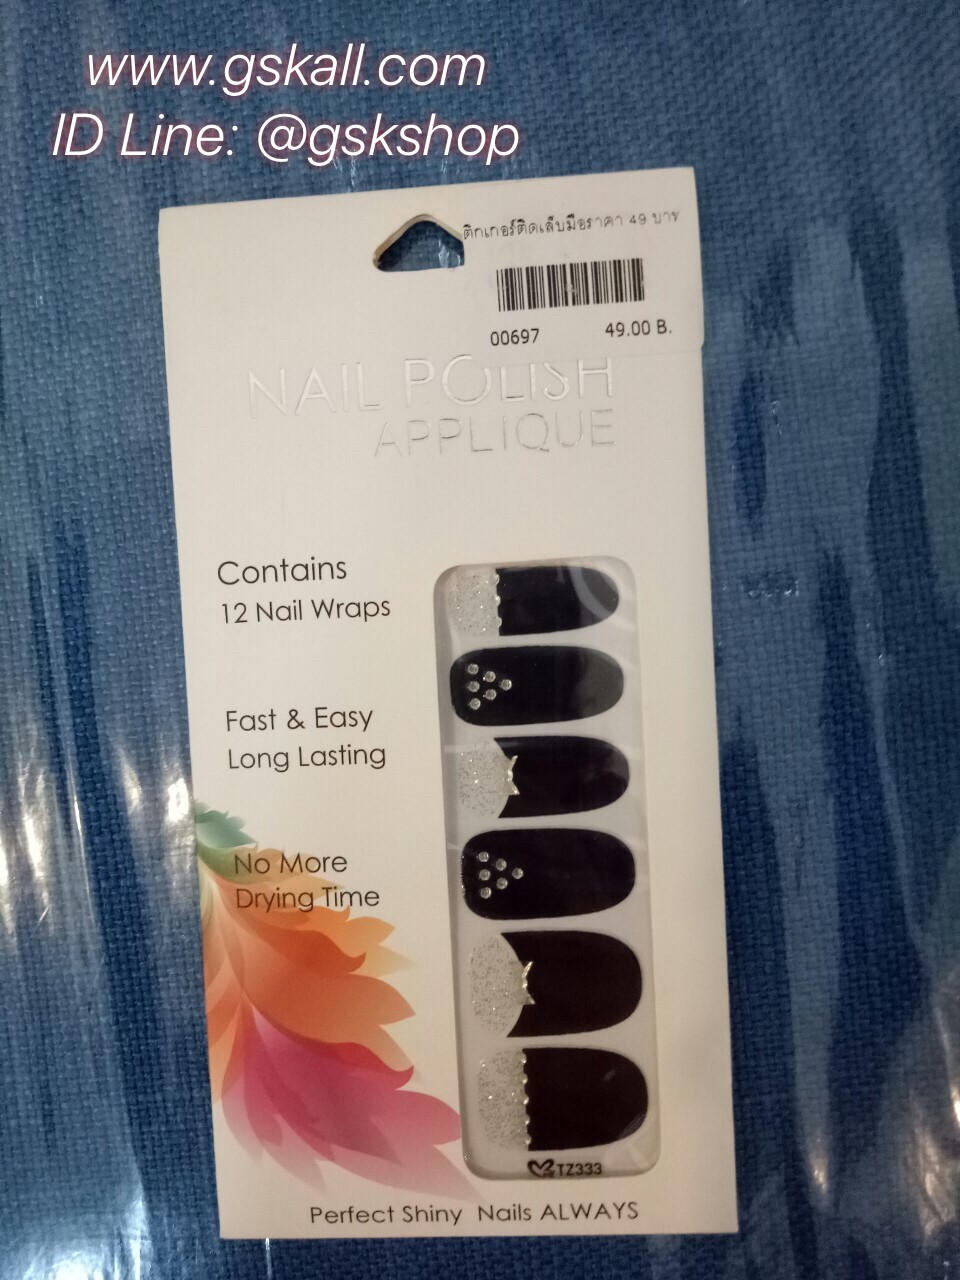 www.gskall.com
ID Line: @gskshop
ติกเกอร์ติดเล็บมือราคา 49 บาท
00697 49.00 B.
NAIL POLISH
APPLIQUE
Contains
12 Nail Wraps
Fast & Easy
Long Lasting
No More
Drying Time
TZ333
Perfect Shiny Nails ALWAYS